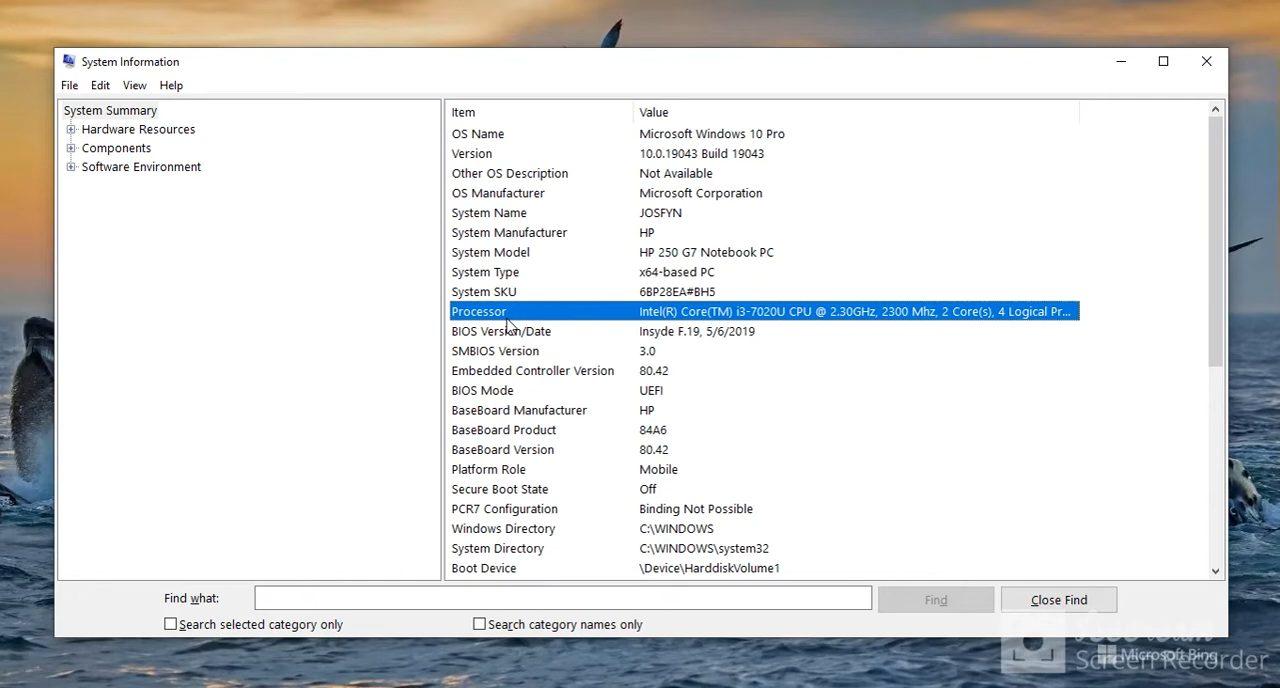 System Information
File Edit View Help
System Summary
Hardware Resources
Components
Software Environment
Item Value
OS Name Microsoft Windows 10 Pro
Version 10.0.19043 Build 19043
Other OS Description Not Available
OS Manufacturer Microsoft Corporation
System Name JOSFYN
System Manufacturer HP
System Model HP 250 G7 Notebook PC
System Type x64-based PC
System SKU 6BP28EA#BH5
Processor Intel(R) Core(TM) i3-7020U CPU @ 2.30GHz, 2300 Mhz, 2 Core(s), 4 Logical Pr...
BIOS Version/Date Insyde F.19, 5/6/2019
SMBIOS Version 3.0
Embedded Controller Version 80.42
BIOS Mode UEFI
BaseBoard Manufacturer HP
BaseBoard Product 84A6
BaseBoard Version 80.42
Platform Role Mobile
Secure Boot State Off
PCR7 Configuration Binding Not Possible
Windows Directory C:\WINDOWS
System Directory C:\WINDOWS\system32
Boot Device \Device\HarddiskVolume1
Find what: Find Close Find
Search selected category only Search category names only
Microsoft Bing
Screen Recorder